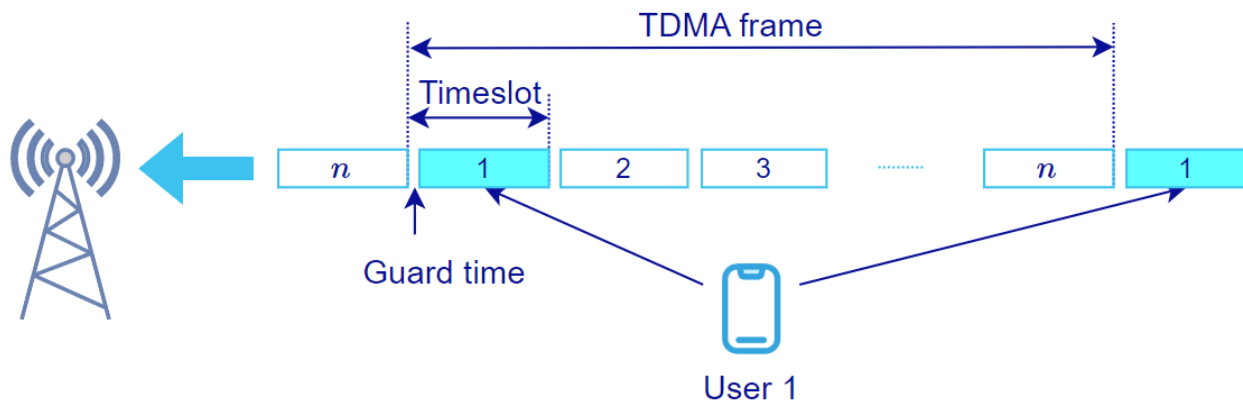 TDMA frame
Timeslot
n 1 2 3 ......... n 1
Guard time
User 1